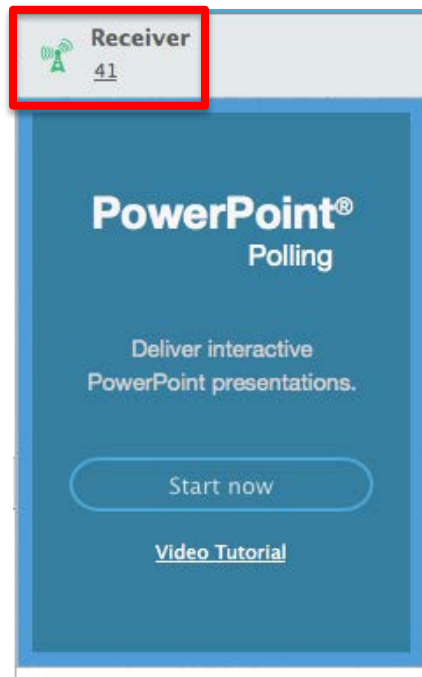 Receiver
41
PowerPoint®
Polling
Deliver interactive
PowerPoint presentations.
Start now
Video Tutorial